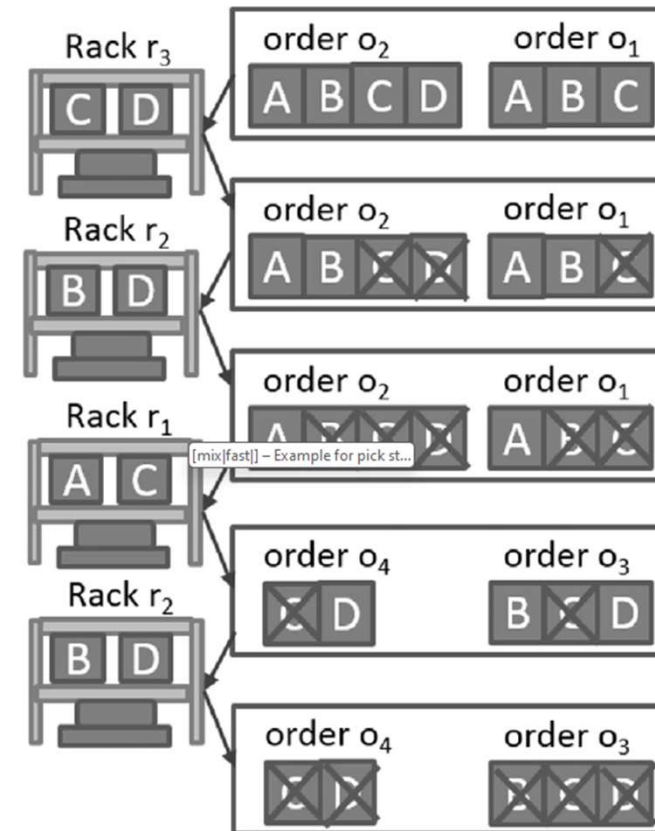 Rack r₃
C D
order o₂
A B C D
order o₁
A B C
Rack r₂
B D
order o₂
A B C D
order o₁
A B C
Rack r₁
A C
order o₂
A B C D
order o₁
A B C
[mix|fast|] – Example for pick st...
Rack r₂
B D
order o₄
C D
order o₃
B C D
order o₄
C D
order o₃
B C D